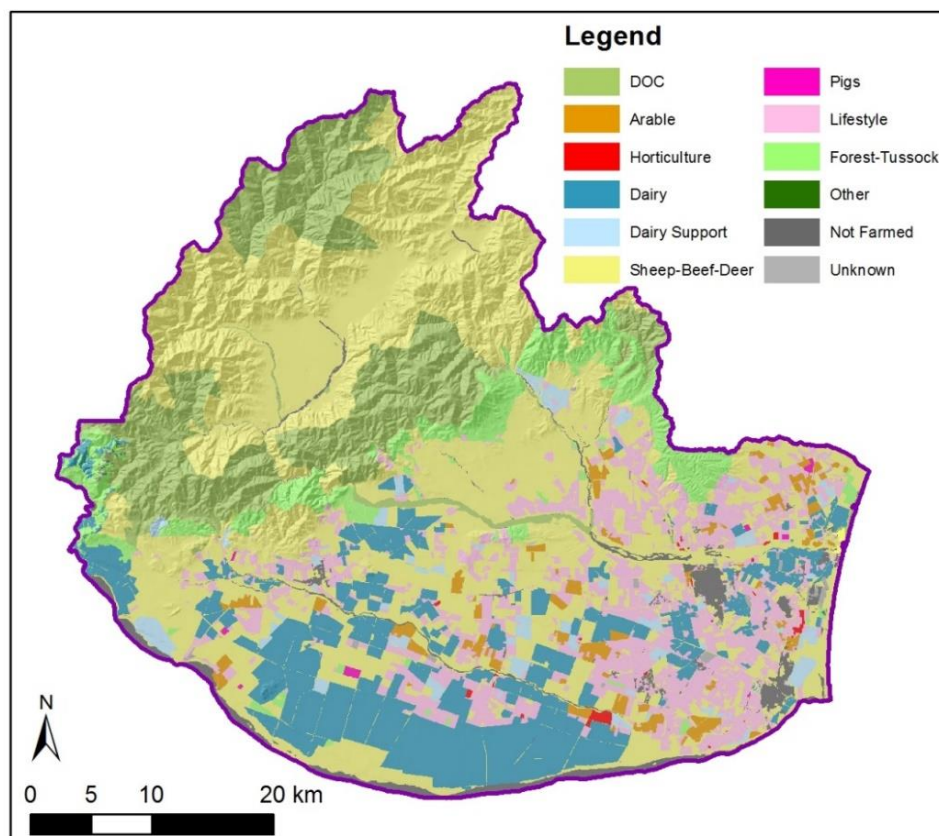 Legend
DOC
Arable
Horticulture
Dairy
Dairy Support
Sheep-Beef-Deer
Pigs
Lifestyle
Forest-Tussock
Other
Not Farmed
Unknown
N
0 5 10 20 km